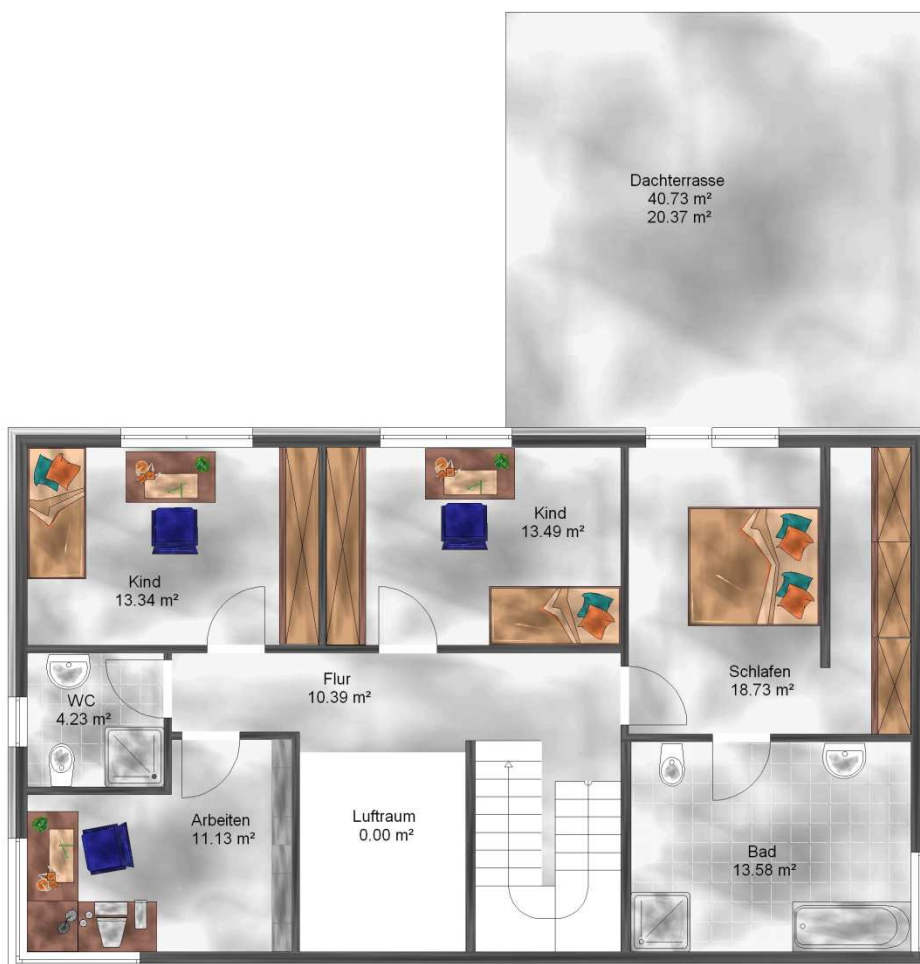 Dachterrasse
40.73 m²
20.37 m²
Kind
13.49 m²
Kind
13.34 m²
Flur
10.39 m²
Schlafen
18.73 m²
WC
4.23 m²
Arbeiten
11.13 m²
Luftraum
0.00 m²
Bad
13.58 m²